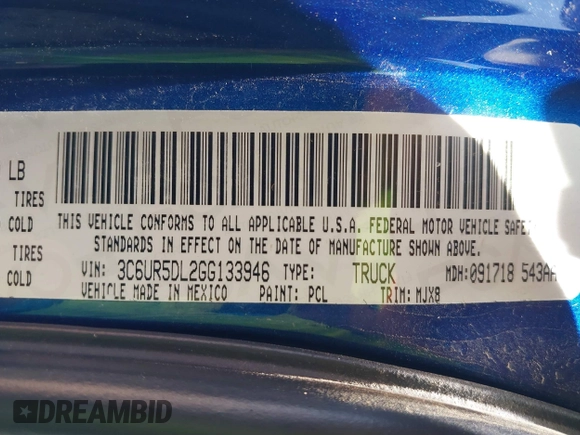 LB
TIRES
COLD
TIRES
COLD
THIS VEHICLE CONFORMS TO ALL APPLICABLE U.S.A. FEDERAL MOTOR VEHICLE SAFE
STANDARDS IN EFFECT ON THE DATE OF MANUFACTURE SHOWN ABOVE.
VIN: 3C6UR5DL2GG133946 TYPE: TRUCK MDH:091718 543AA
VEHICLE MADE IN MEXICO PAINT: PCL TRIM: MJX8
DREAMBID